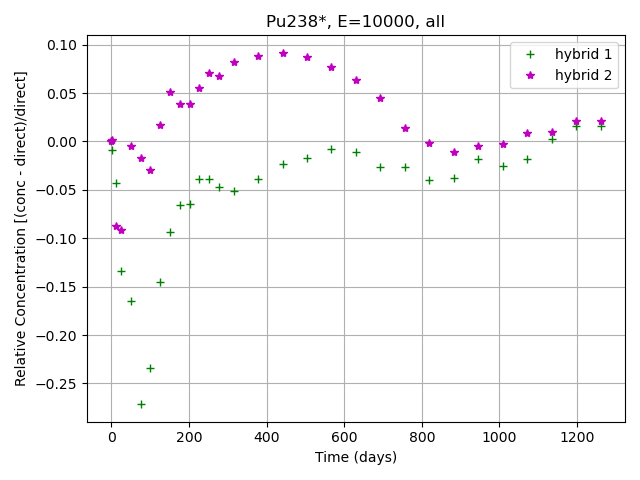 Pu238*, E=10000, all
Relative Concentration [(conc - direct)/direct]
0.10
0.05
0.00
−0.05
−0.10
−0.15
−0.20
−0.25
hybrid 1
hybrid 2
0 200 400 600 800 1000 1200
Time (days)